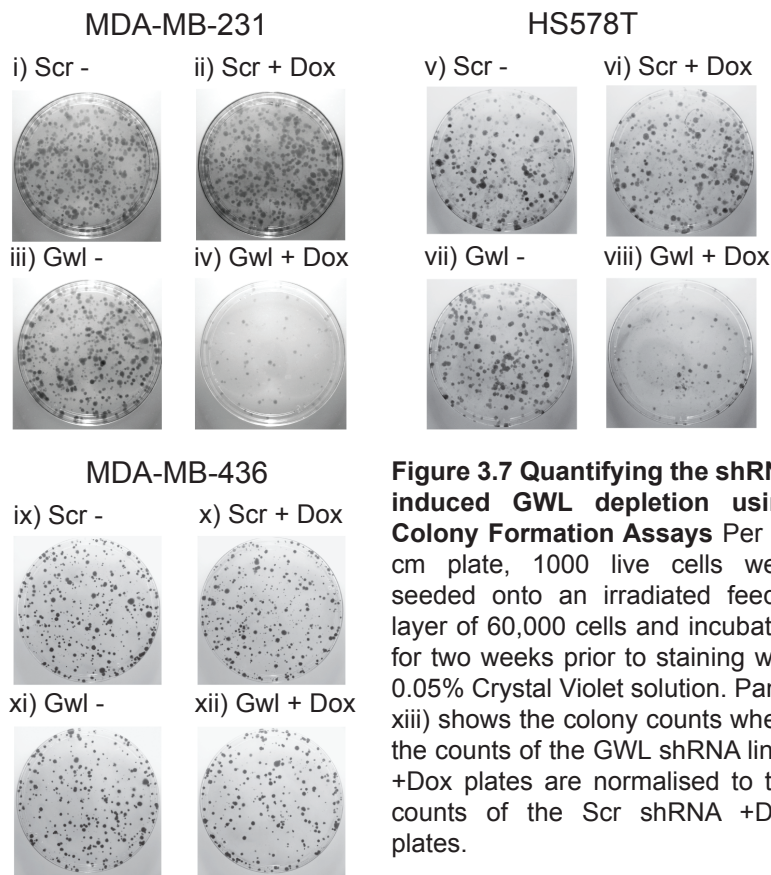 MDA-MB-231
i) Scr -
ii) Scr + Dox
iii) Gwl -
iv) Gwl + Dox
HS578T
v) Scr -
vi) Scr + Dox
vii) Gwl -
viii) Gwl + Dox
MDA-MB-436
ix) Scr -
x) Scr + Dox
xi) Gwl -
xii) Gwl + Dox
Figure 3.7 Quantifying the
induced GWL depletion
Colony Formation Assays Per
cm plate, 1000 live cells
seeded onto an irradiated
layer of 60,000 cells and
for two weeks prior to staining
0.05% Crystal Violet solution.
xiii) shows the colony counts
the counts of the GWL shRNA
+Dox plates are normalised to
counts of the Scr shRNA
plates.